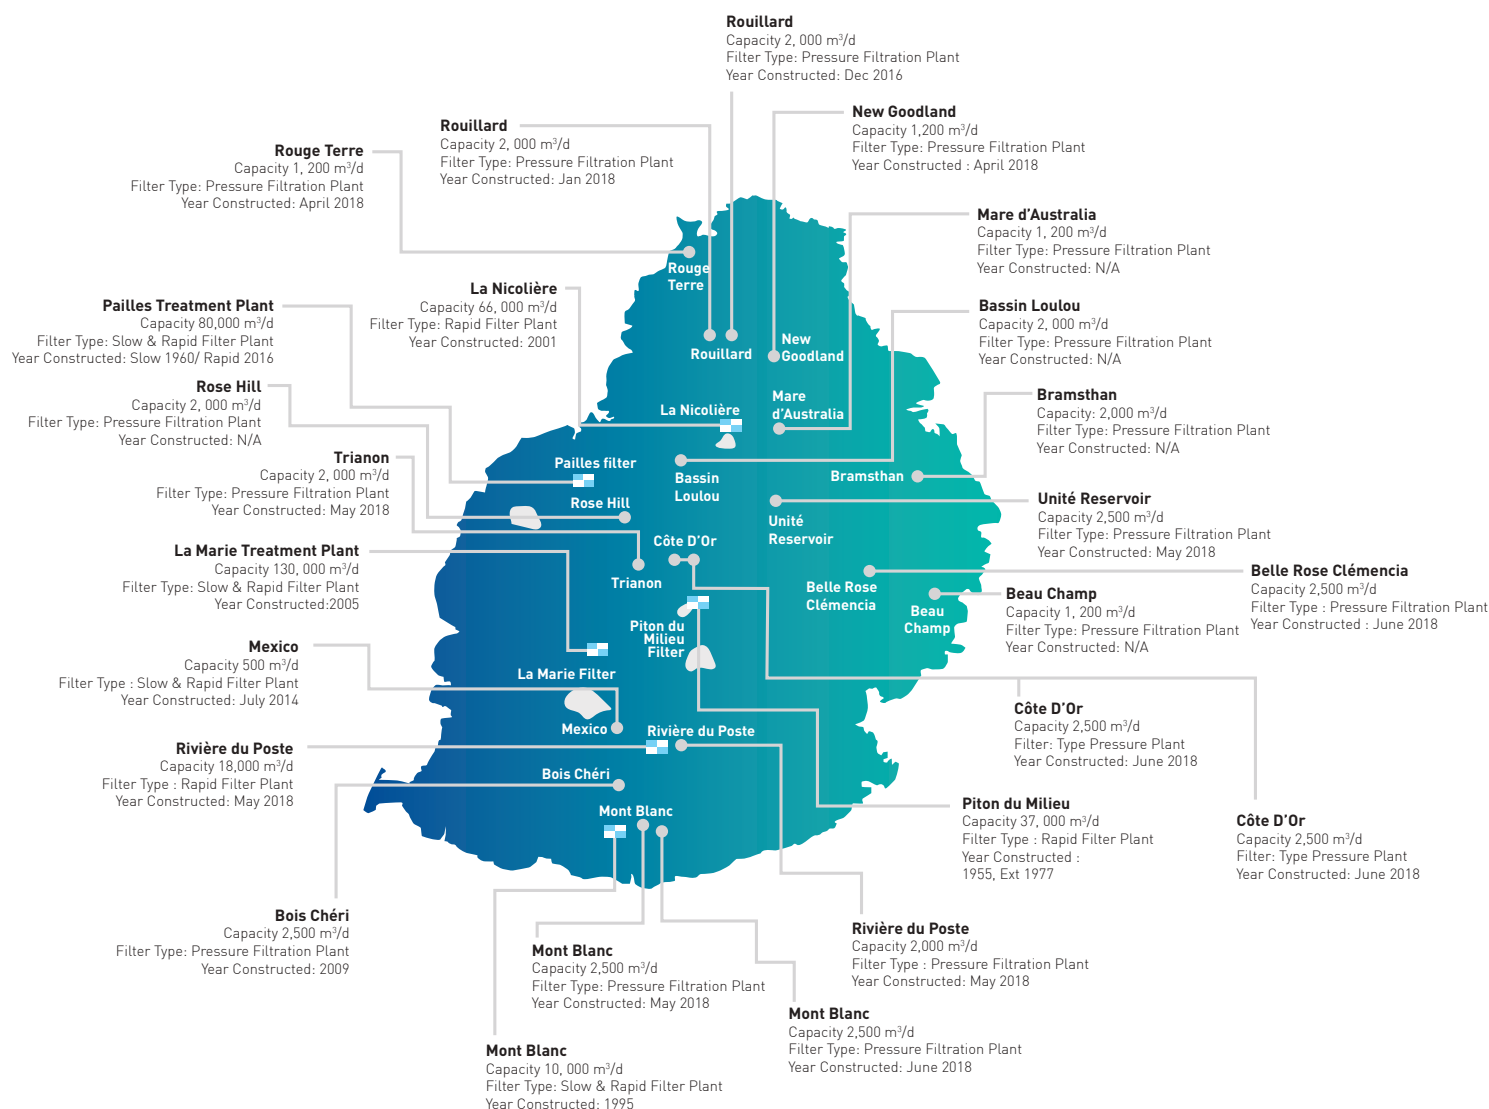 Rouillard
Capacity 2, 000 m³/d
Filter Type: Pressure Filtration Plant
Year Constructed: Dec 2016
New Goodland
Capacity 1,200 m³/d
Filter Type: Pressure Filtration Plant
Year Constructed : April 2018
Rouillard
Capacity 2, 000 m³/d
Filter Type: Pressure Filtration Plant
Year Constructed: Jan 2018
Rouge Terre
Capacity 1, 200 m³/d
Filter Type: Pressure Filtration Plant
Year Constructed: April 2018
Mare d'Australia
Capacity 1, 200 m³/d
Filter Type: Pressure Filtration Plant
Year Constructed: N/A
La Nicolière
Capacity 66, 000 m³/d
Filter Type: Rapid Filter Plant
Year Constructed: 2001
Pailles Treatment Plant
Capacity 80,000 m³/d
Filter Type: Slow & Rapid Filter Plant
Year Constructed: Slow 1960/ Rapid 2016
Bassin Loulou
Capacity 2, 000 m³/d
Filter Type: Pressure Filtration Plant
Year Constructed: N/A
Rose Hill
Capacity 2, 000 m³/d
Filter Type: Pressure Filtration Plant
Year Constructed: N/A
Bramsthan
Capacity: 2,000 m³/d
Filter Type: Pressure Filtration Plant
Year Constructed: N/A
Trianon
Capacity 2, 000 m³/d
Filter Type: Pressure Filtration Plant
Year Constructed: May 2018
Unité Reservoir
Capacity 2,500 m³/d
Filter Type: Pressure Filtration Plant
Year Constructed: May 2018
La Marie Treatment Plant
Capacity 130, 000 m³/d
Filter Type: Slow & Rapid Filter Plant
Year Constructed:2005
Belle Rose Clémencia
Capacity 2,500 m³/d
Filter Type : Pressure Filtration Plant
Year Constructed : June 2018
Beau Champ
Capacity 1, 200 m³/d
Filter Type: Pressure Filtration Plant
Year Constructed: N/A
Mexico
Capacity 500 m³/d
Filter Type : Slow & Rapid Filter Plant
Year Constructed: July 2014
Côte D'Or
Capacity 2,500 m³/d
Filter: Type Pressure Plant
Year Constructed: June 2018
Rivière du Poste
Capacity 18,000 m³/d
Filter Type : Rapid Filter Plant
Year Constructed: May 2018
Piton du Milieu
Capacity 37, 000 m³/d
Filter Type : Rapid Filter Plant
Year Constructed :
1955, Ext 1977
Côte D'Or
Capacity 2,500 m³/d
Filter: Type Pressure Plant
Year Constructed: June 2018
Bois Chéri
Capacity 2,500 m³/d
Filter Type: Pressure Filtration Plant
Year Constructed: 2009
Rivière du Poste
Capacity 2,000 m³/d
Filter Type : Pressure Filtration Plant
Year Constructed: May 2018
Mont Blanc
Capacity 2,500 m³/d
Filter Type: Pressure Filtration Plant
Year Constructed: May 2018
Mont Blanc
Capacity 2,500 m³/d
Filter Type: Pressure Filtration Plant
Year Constructed: June 2018
Mont Blanc
Capacity 10, 000 m³/d
Filter Type: Slow & Rapid Filter Plant
Year Constructed: 1995
Rouge
Terre
Rouillard
New
Goodland
La Nicolière
Mare
d'Australia
Pailles filter
Bassin
Loulou
Bramsthan
Rose Hill
Unité
Reservoir
Côte D'Or
Trianon
Belle Rose
Clémencia
Beau
Champ
Piton du
Milieu
Filter
La Marie Filter
Mexico
Rivière du Poste
Bois Chéri
Mont Blanc